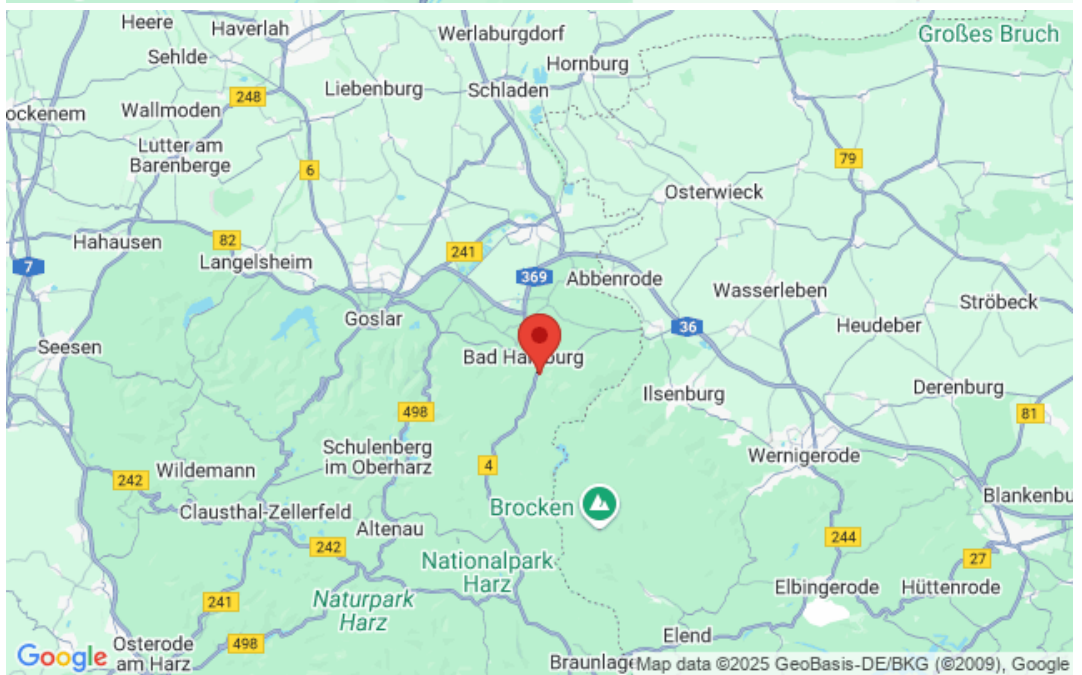 Heere
Haverlah
Werlaburgdorf
Großes Bruch
Sehlde
Hornburg
Liebenburg
Schladen
248
Wallmoden
ockenem
Lutter am
Barenberge
6
79
Osterwieck
Hahausen
82
Langelsheim
241
7
369
Abbenrode
Wasserleben
Ströbeck
Goslar
36
Heudeber
Seesen
Bad Ha
burg
Ilsenburg
Derenburg
498
81
Schulenberg
im Oberharz
Wernigerode
4
Wildemann
242
Brocken
Blankenbu
Clausthal-Zellerfeld
Altenau
242
244
Nationalpark
Harz
27
Elbingerode
Hüttenrode
241
Naturpark
Harz
Elend
Osterode
am Harz
498
Google
Braunlage
Map data ©2025 GeoBasis-DE/BKG (©2009), Google